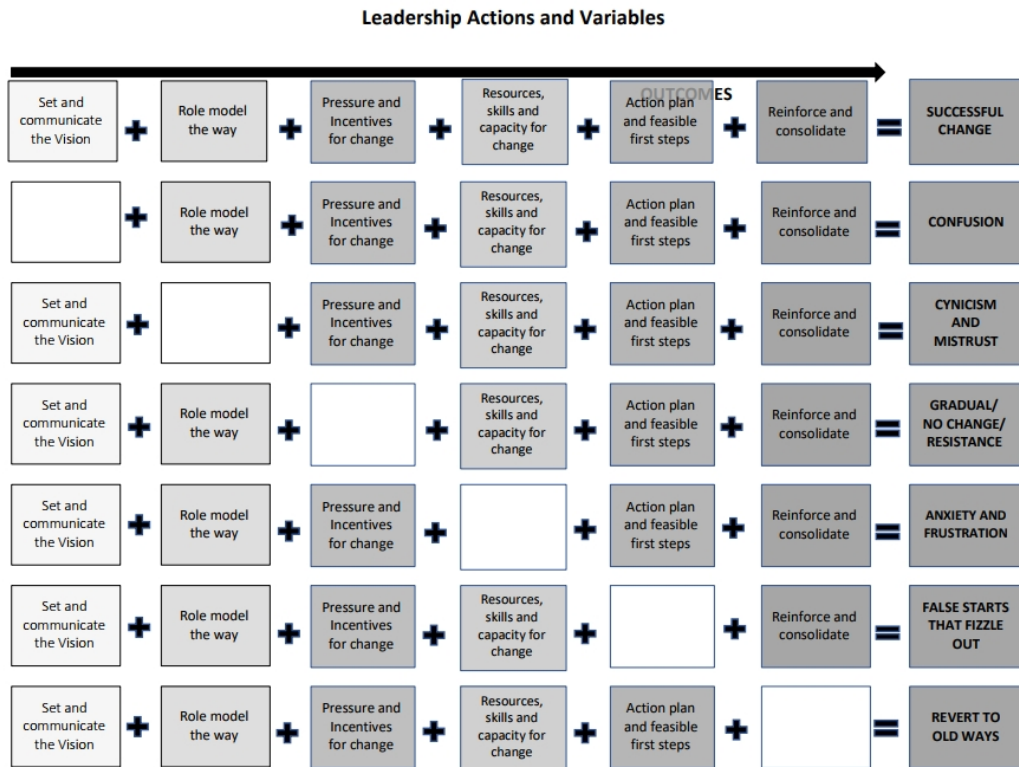 Leadership Actions and Variables
OUTCOMES
Set and
communicate
the Vision
Role model
the way
Pressure and
Incentives
for change
Resources,
skills and
capacity for
change
Action plan
and feasible
first steps
Reinforce and
consolidate
SUCCESSFUL
CHANGE
Role model
the way
Pressure and
Incentives
for change
Resources,
skills and
capacity for
change
Action plan
and feasible
first steps
Reinforce and
consolidate
CONFUSION
Set and
communicate
the Vision
Pressure and
Incentives
for change
Resources,
skills and
capacity for
change
Action plan
and feasible
first steps
Reinforce and
consolidate
CYNICISM
AND
MISTRUST
Set and
communicate
the Vision
Role model
the way
Resources,
skills and
capacity for
change
Action plan
and feasible
first steps
Reinforce and
consolidate
GRADUAL/
NO CHANGE/
RESISTANCE
Set and
communicate
the Vision
Role model
the way
Pressure and
Incentives
for change
Action plan
and feasible
first steps
Reinforce and
consolidate
ANXIETY AND
FRUSTRATION
Set and
communicate
the Vision
Role model
the way
Pressure and
Incentives
for change
Resources,
skills and
capacity for
change
Reinforce and
consolidate
FALSE STARTS
THAT FIZZLE
OUT
Set and
communicate
the Vision
Role model
the way
Pressure and
Incentives
for change
Resources,
skills and
capacity for
change
Action plan
and feasible
first steps
REVERT TO
OLD WAYS